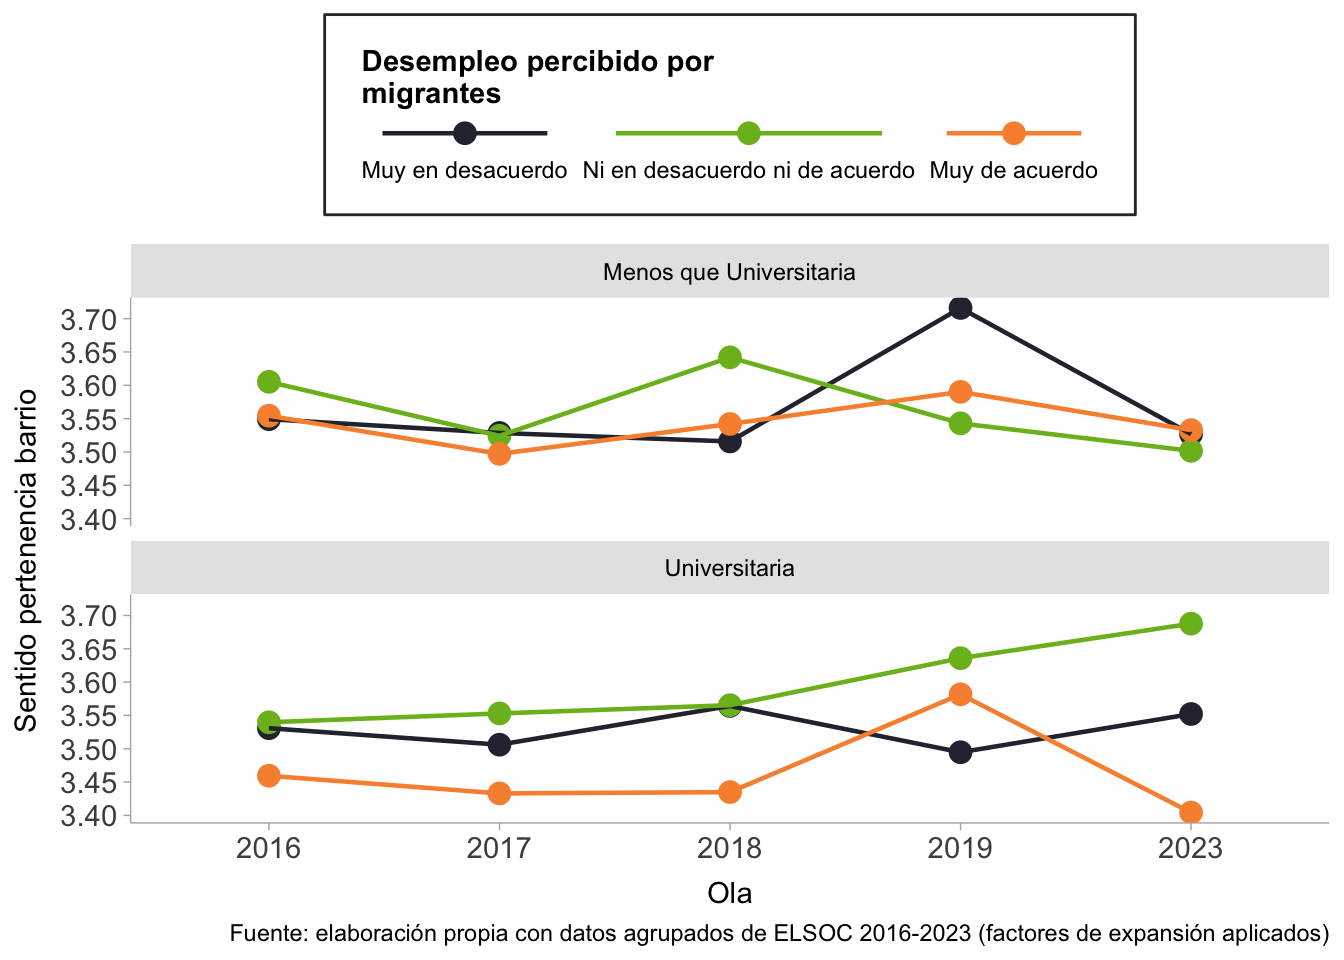 Desempleo percibido por
migrantes
Muy en desacuerdo Ni en desacuerdo ni de acuerdo Muy de acuerdo
Menos que Universitaria
3.70
3.65
3.60
3.55
3.50
3.45
3.40
Sentido pertenencia barrio
Universitaria
3.70
3.65
3.60
3.55
3.50
3.45
3.40
2016 2017 2018 2019 2023
Ola
Fuente: elaboración propia con datos agrupados de ELSOC 2016-2023 (factores de expansión aplicados)